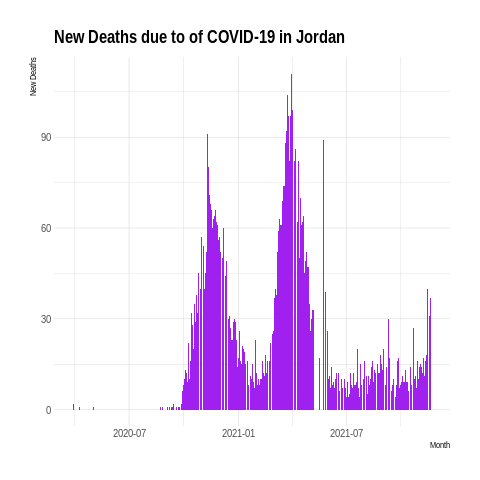 New Deaths due to of COVID-19 in Jordan
New Deaths
90
60
30
0
2020-07
2021-01
2021-07
Month